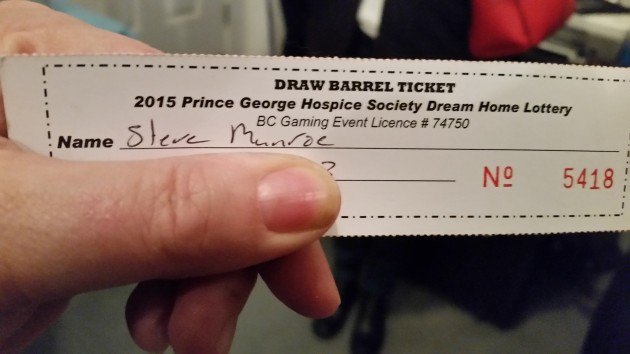 DRAW BARREL TICKET
2015 Prince George Hospice Society Dream Home Lottery
BC Gaming Event Licence # 74750
Name Steve Munroe
Nº 5418